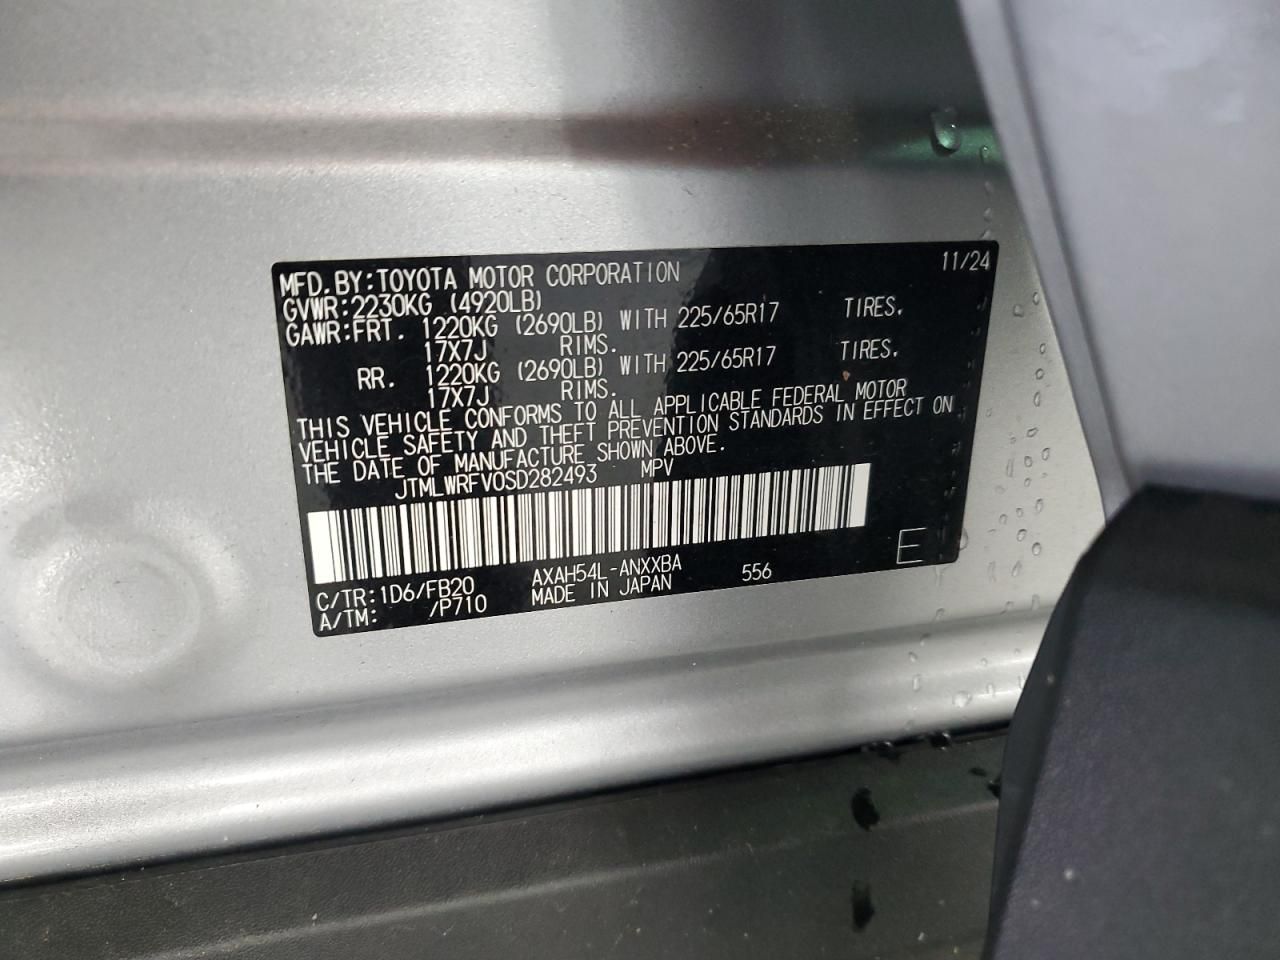 MFD.BY:TOYOTA MOTOR CORPORATION 11/24
GVWR:2230KG (4920LB)
GAWR:FRT. 1220KG (2690LB) WITH 225/65R17 TIRES.
17X7J RIMS.
RR. 1220KG (2690LB) WITH 225/65R17 TIRES.
17X7J RIMS.
THIS VEHICLE CONFORMS TO ALL APPLICABLE FEDERAL MOTOR
VEHICLE SAFETY AND THEFT PREVENTION STANDARDS IN EFFECT ON
THE DATE OF MANUFACTURE SHOWN ABOVE.
JTMLWRFV0SD282493 MPV
E
C/TR:1D6/FB20 AXAH54L-ANXXBA 556
A/TM: /P710 MADE IN JAPAN